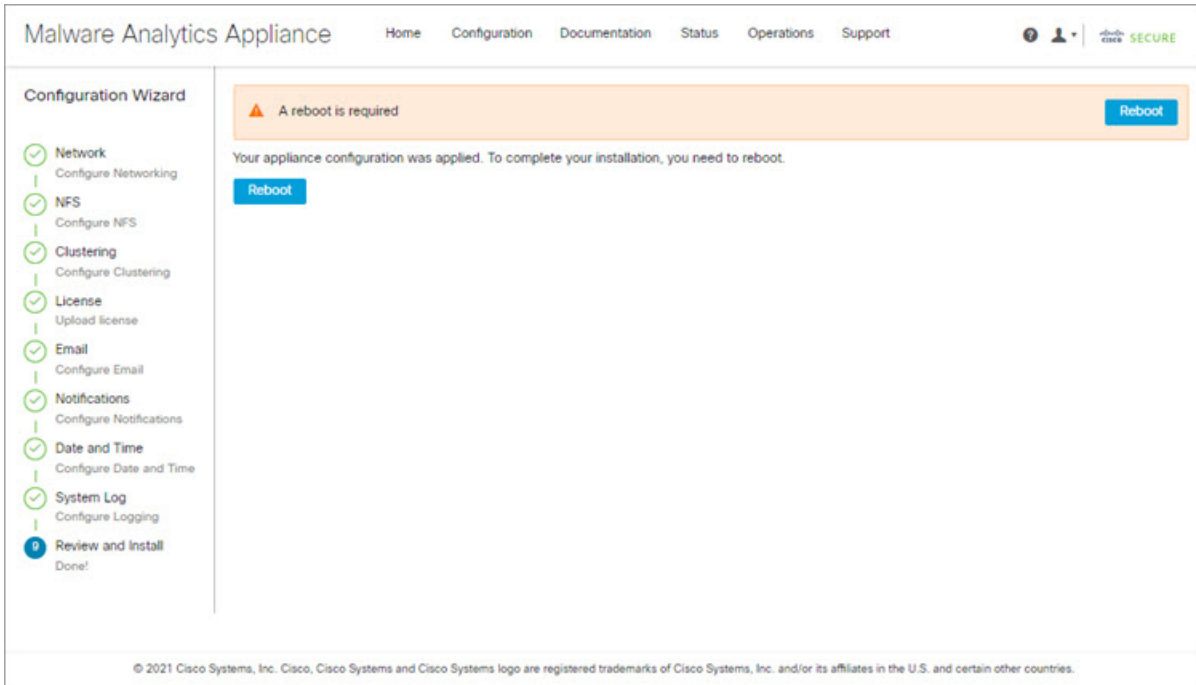 Malware Analytics Appliance
Home Configuration Documentation Status Operations Support
cisco SECURE
Configuration Wizard
A reboot is required
Reboot
Network
Configure Networking
Your appliance configuration was applied. To complete your installation, you need to reboot.
Reboot
NFS
Configure NFS
Clustering
Configure Clustering
License
Upload license
Email
Configure Email
Notifications
Configure Notifications
Date and Time
Configure Date and Time
System Log
Configure Logging
9 Review and Install
Done!
© 2021 Cisco Systems, Inc. Cisco, Cisco Systems and Cisco Systems logo are registered trademarks of Cisco Systems, Inc. and/or its affiliates in the U.S. and certain other countries.